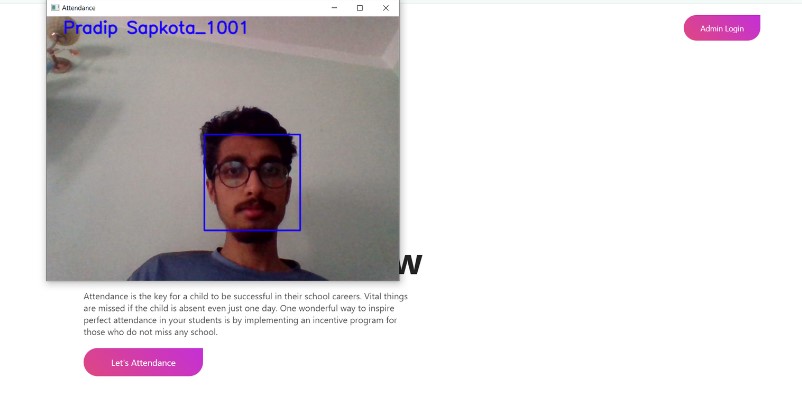 Attendance
Pradip Sapkota_1001
Admin Login
w
Attendance is the key for a child to be successful in their school careers. Vital things
are missed if the child is absent even just one day. One wonderful way to inspire
perfect attendance in your students is by implementing an incentive program for
those who do not miss any school.
Let's Attendance